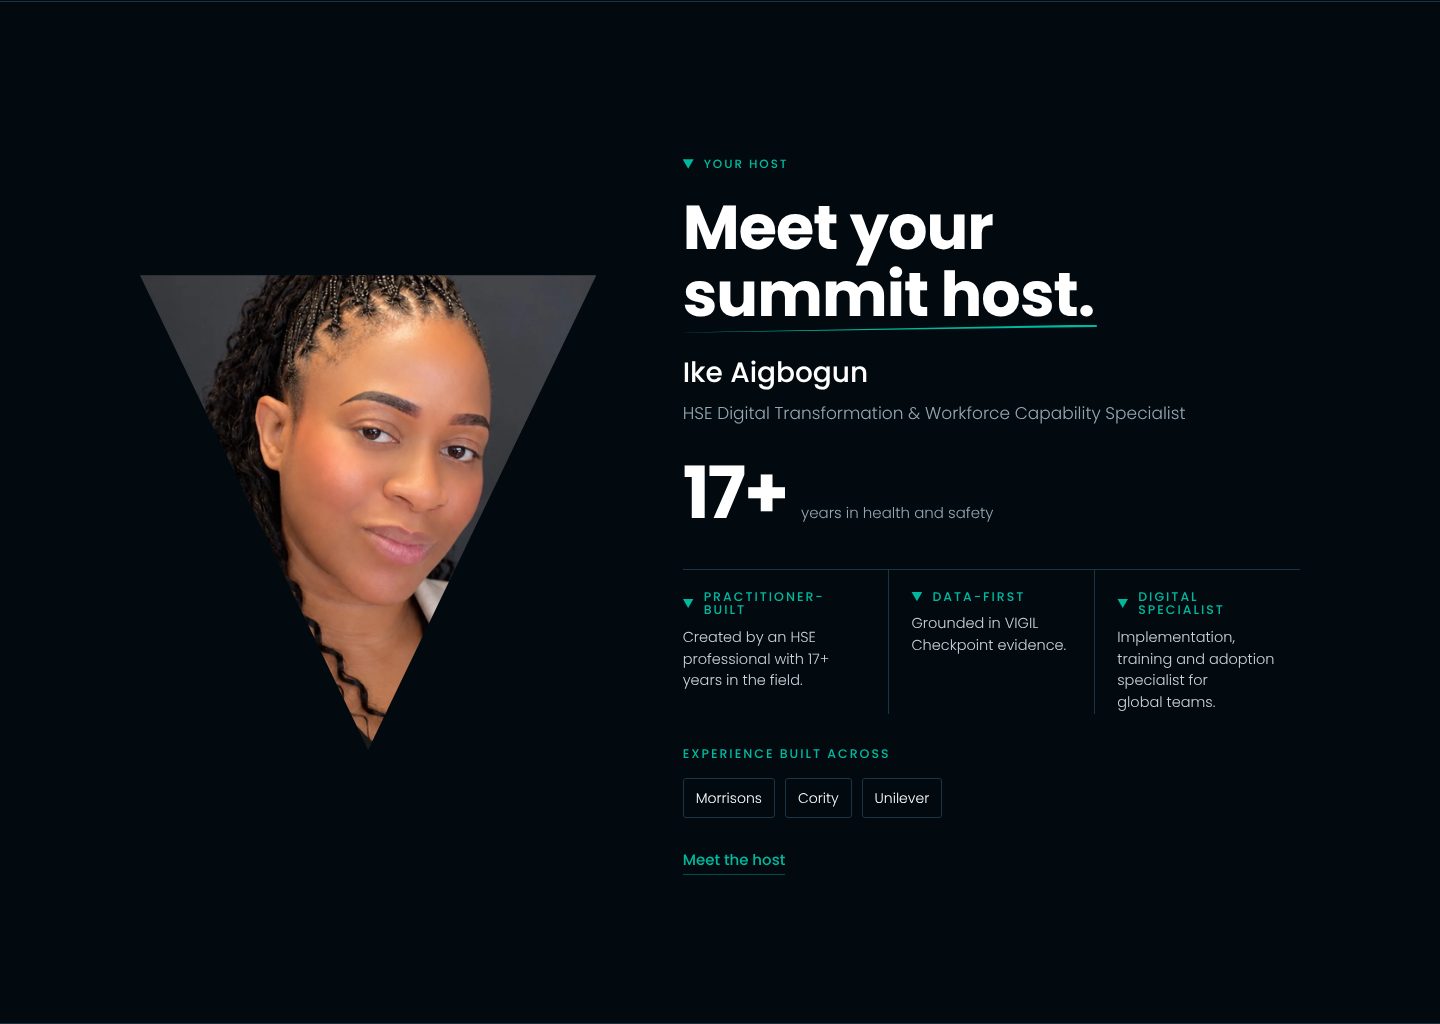 YOUR HOST
Meet your
summit host.
Ike Aigbogun
HSE Digital Transformation & Workforce Capability Specialist
17+ years in health and safety
PRACTITIONER-
BUILT
Created by an HSE
professional with 17+
years in the field.
DATA-FIRST
Grounded in VIGIL
Checkpoint evidence.
DIGITAL
SPECIALIST
Implementation,
training and adoption
specialist for
global teams.
EXPERIENCE BUILT ACROSS
Morrisons
Cority
Unilever
Meet the host